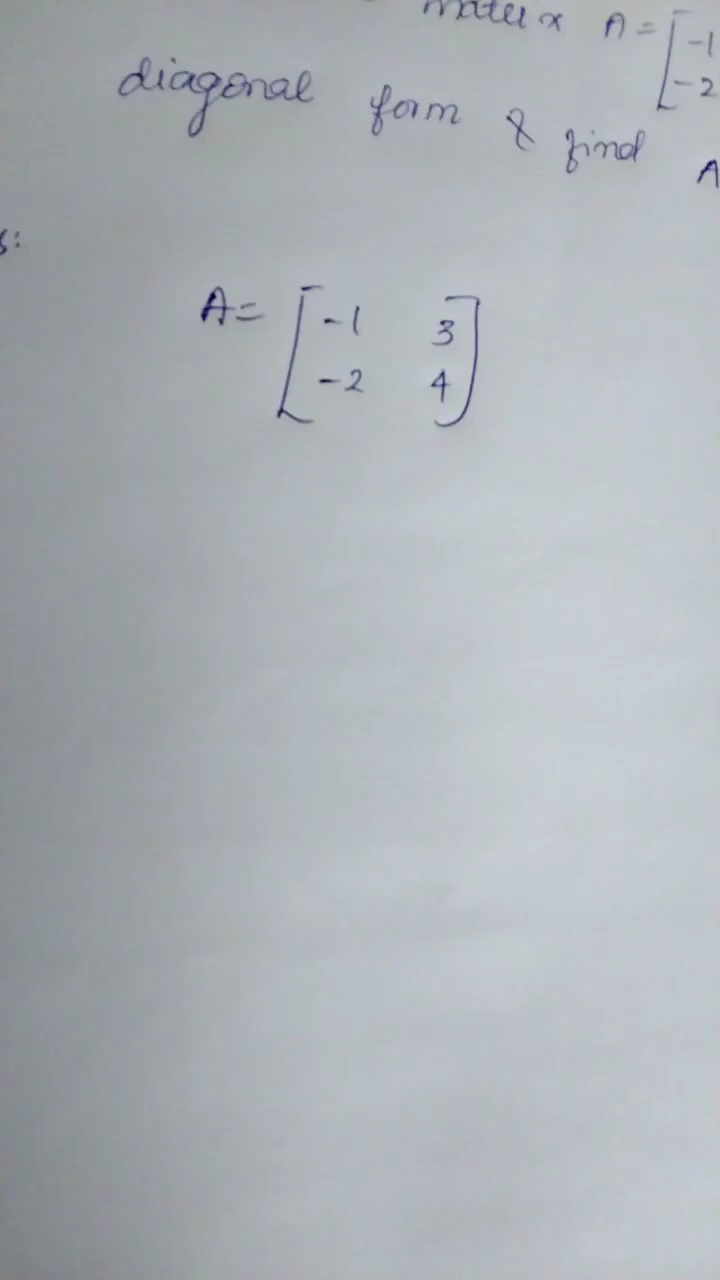 matrix A = [-1
-2
diagonal form & find A
s:
A = [-1 3
-2 4]